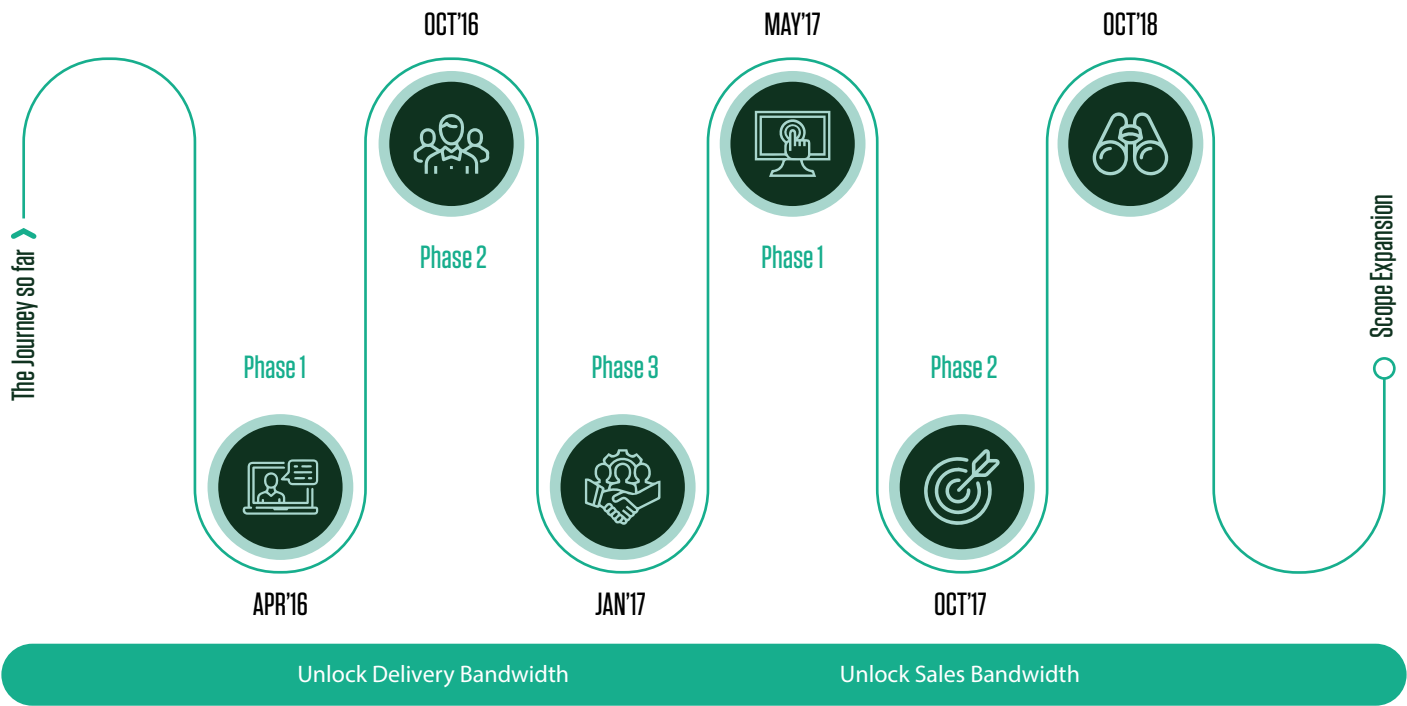 OCT'16
MAY'17
OCT'18
The Journey so far
Phase 2
Phase 1
Scope Expansion
Phase 1
Phase 3
Phase 2
APR'16
JAN'17
OCT'17
Unlock Delivery Bandwidth
Unlock Sales Bandwidth